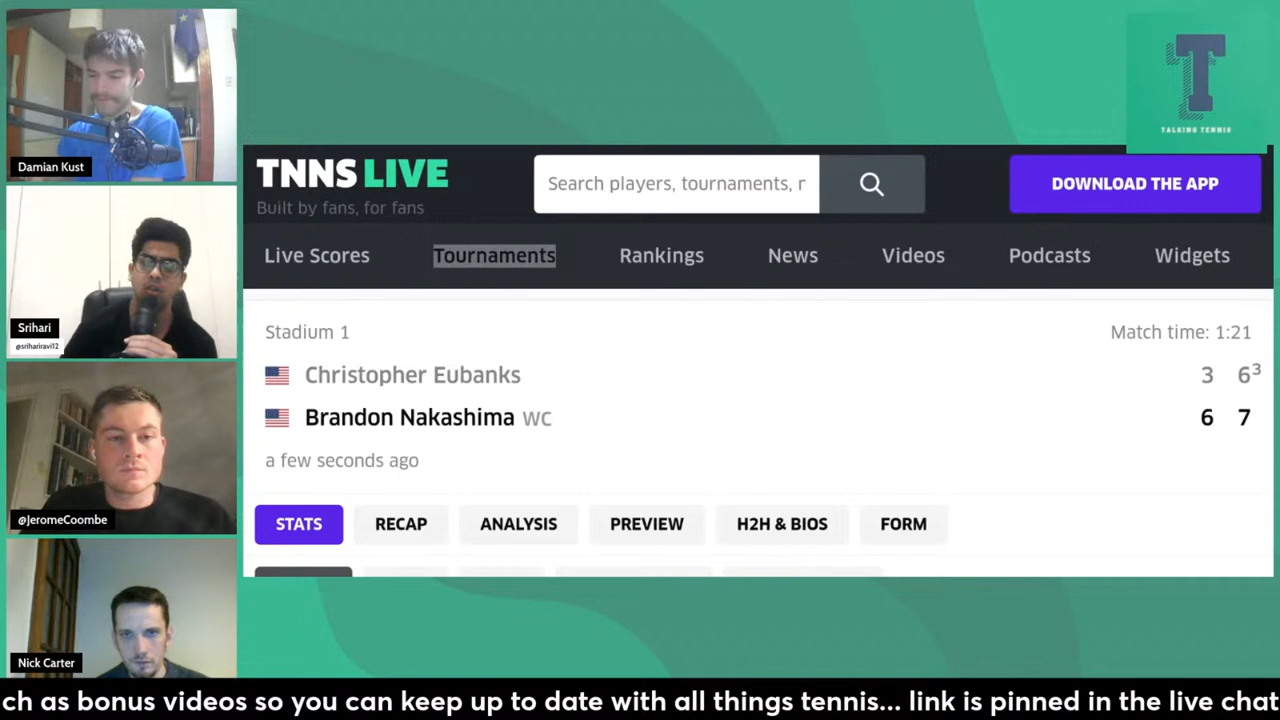 Damian Kust
Srihari
@srihariravi12
@JeromeCoombe
Nick Carter
T
TALKING TENNIS
TNNS LIVE
Built by fans, for fans
Search players, tournaments, r
DOWNLOAD THE APP
Live Scores Tournaments Rankings News Videos Podcasts Widgets
Stadium 1 Match time: 1:21
Christopher Eubanks 3 6³
Brandon Nakashima WC 6 7
a few seconds ago
STATS RECAP ANALYSIS PREVIEW H2H & BIOS FORM
ch as bonus videos so you can keep up to date with all things tennis... link is pinned in the live chat